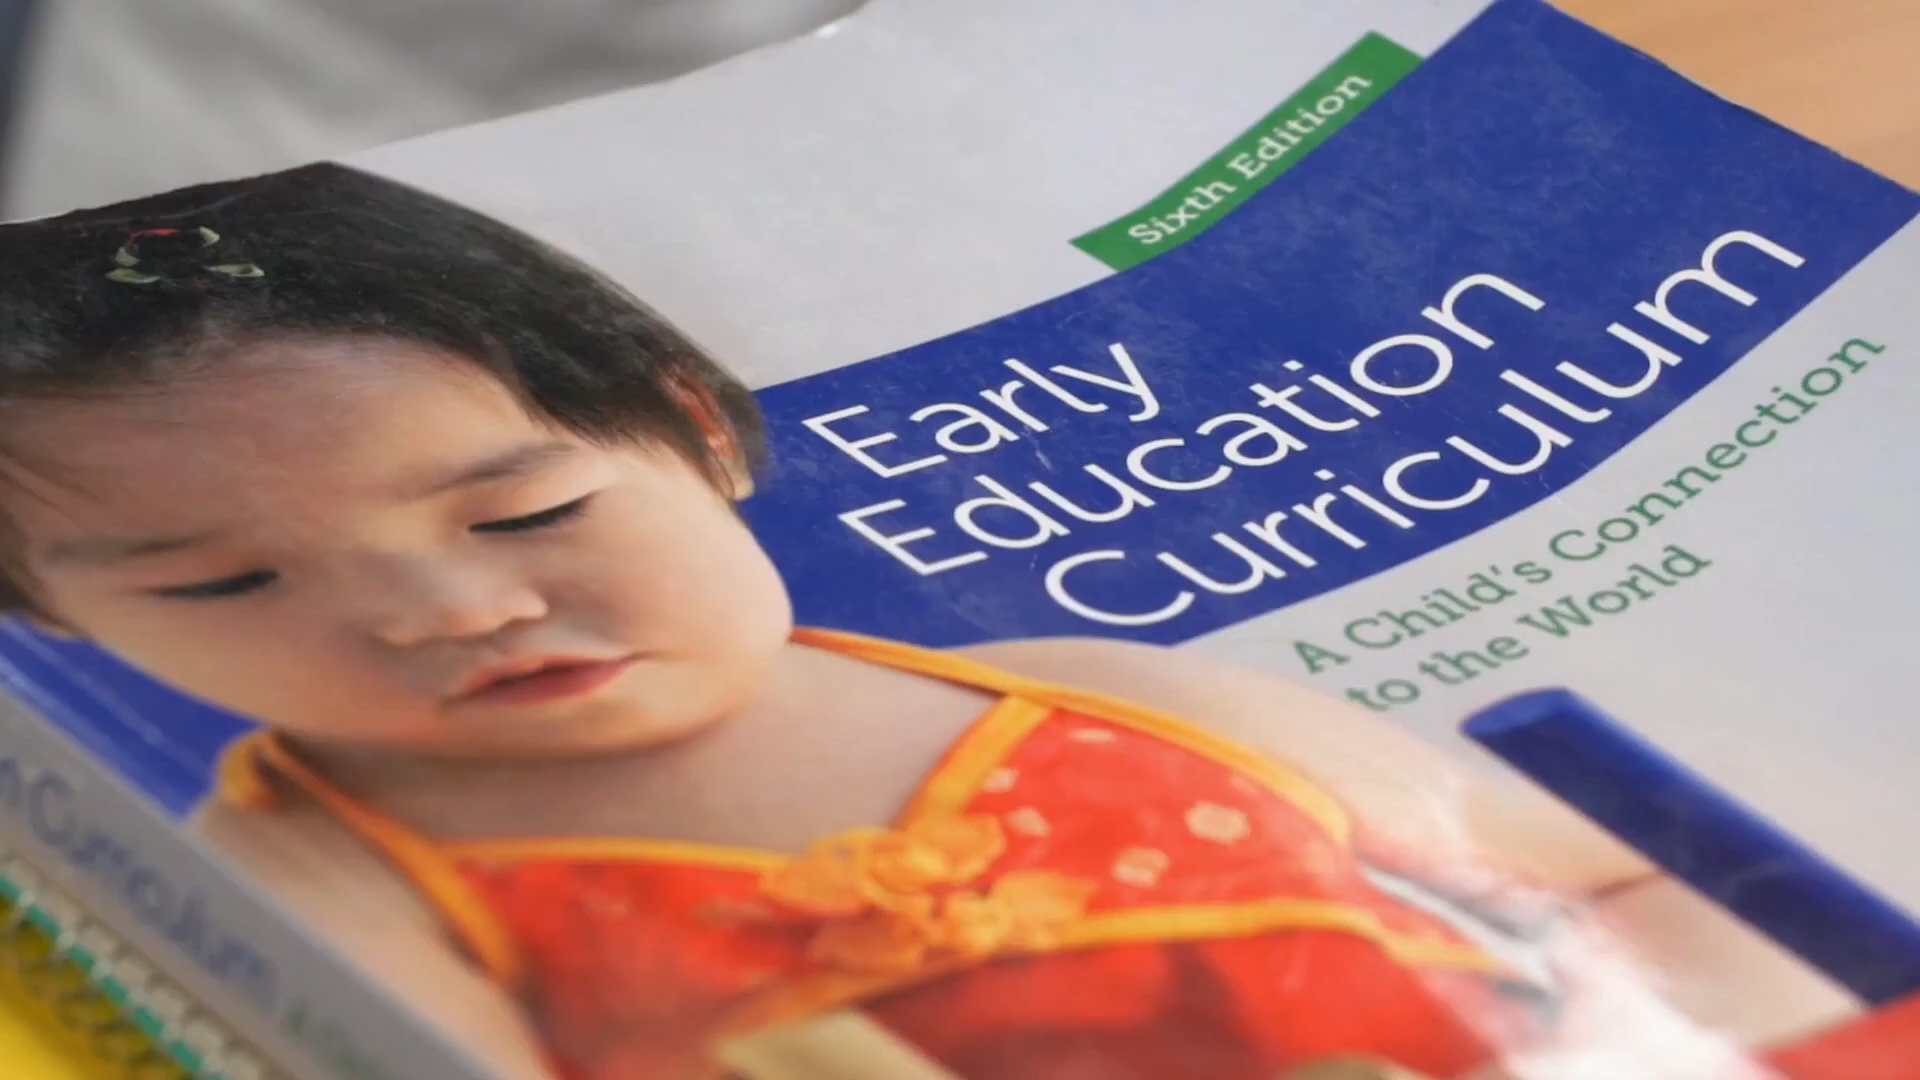 Sixth Edition
Early
Education
Curriculum
A Child's Connection
to the World